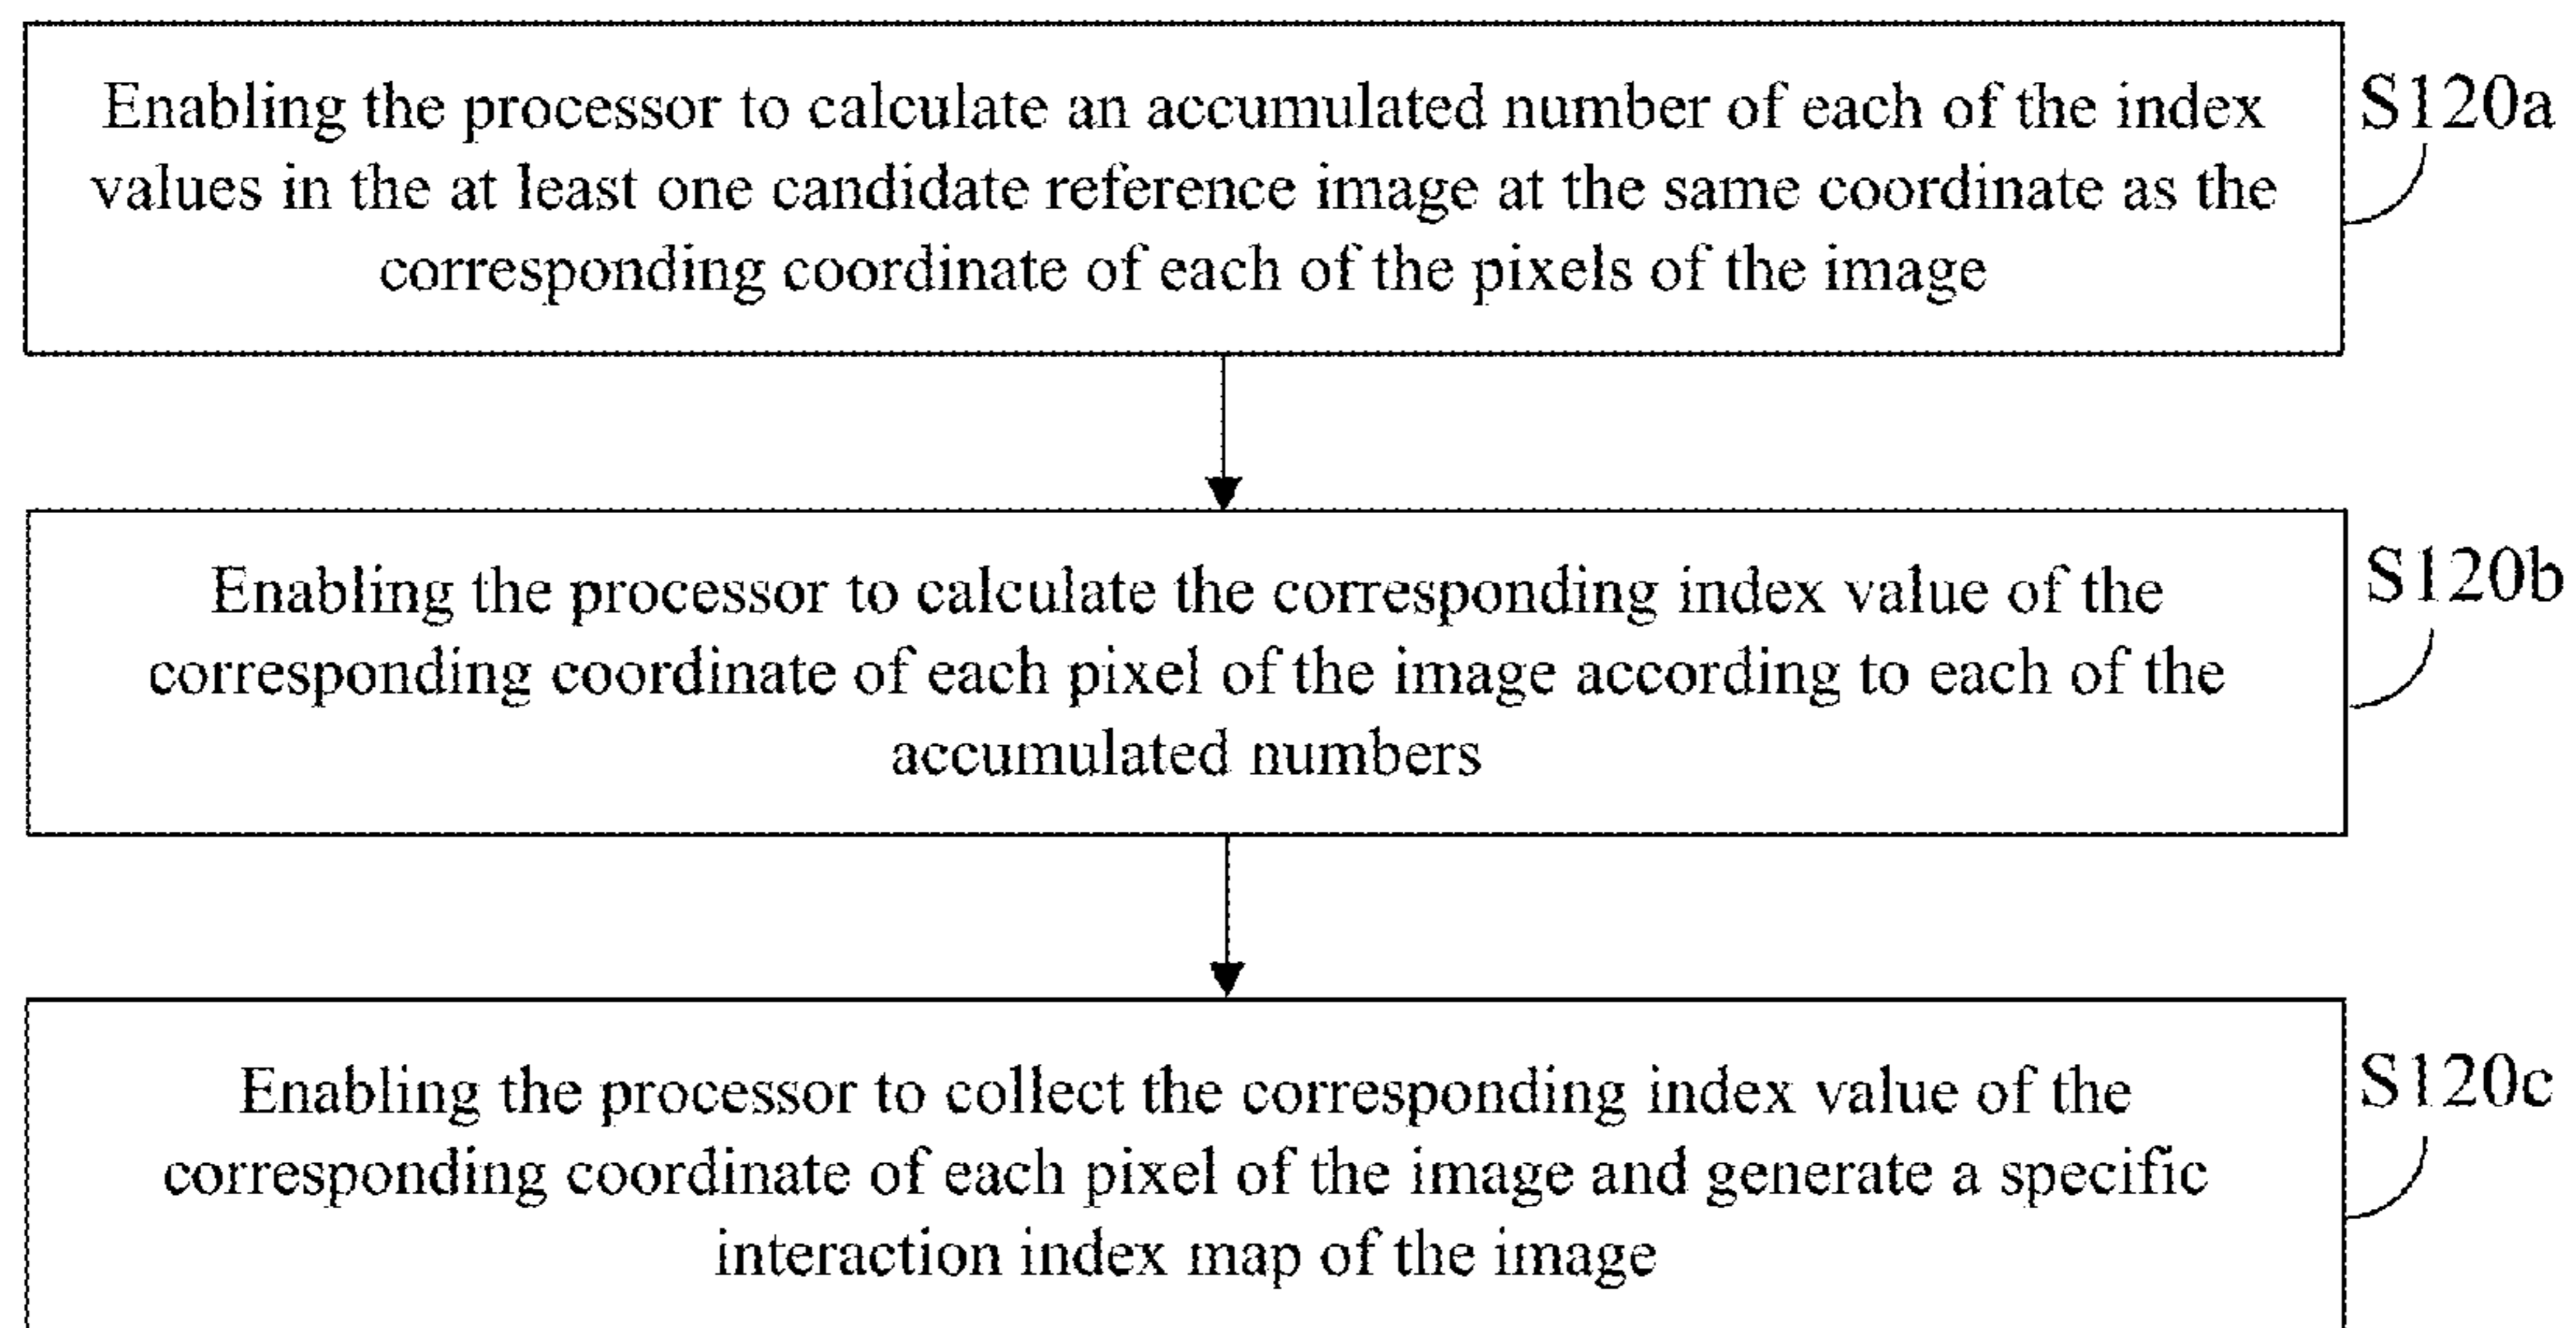 Enabling the processor to calculate an accumulated number of each of the index
values in the at least one candidate reference image at the same coordinate as the
corresponding coordinate of each of the pixels of the image
S120a
Enabling the processor to calculate the corresponding index value of the
corresponding coordinate of each pixel of the image according to each of the
accumulated numbers
S120b
Enabling the processor to collect the corresponding index value of the
corresponding coordinate of each pixel of the image and generate a specific
interaction index map of the image
S120c